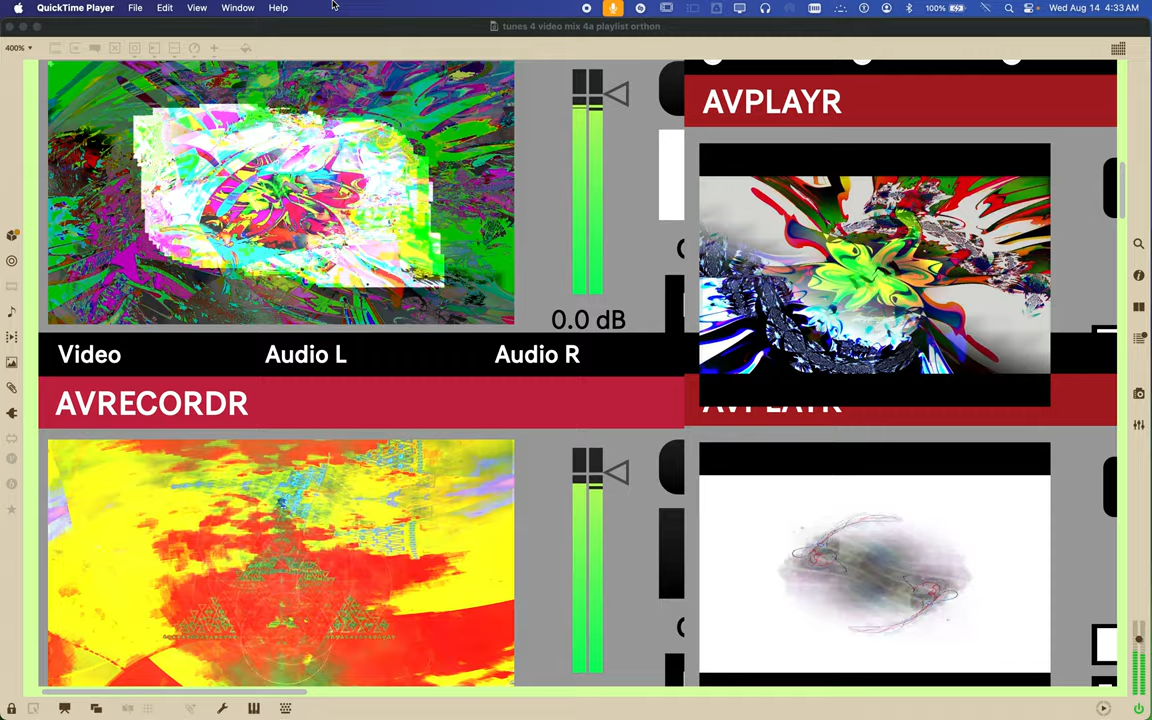 QuickTime Player File Edit View Window Help 100% Wed Aug 14 4:33 AM
tunes 4 video mix 4a playlist orthon
400%
AVPLAYR
0.0 dB
Video Audio L Audio R
AVRECORDR
AVPLAYR